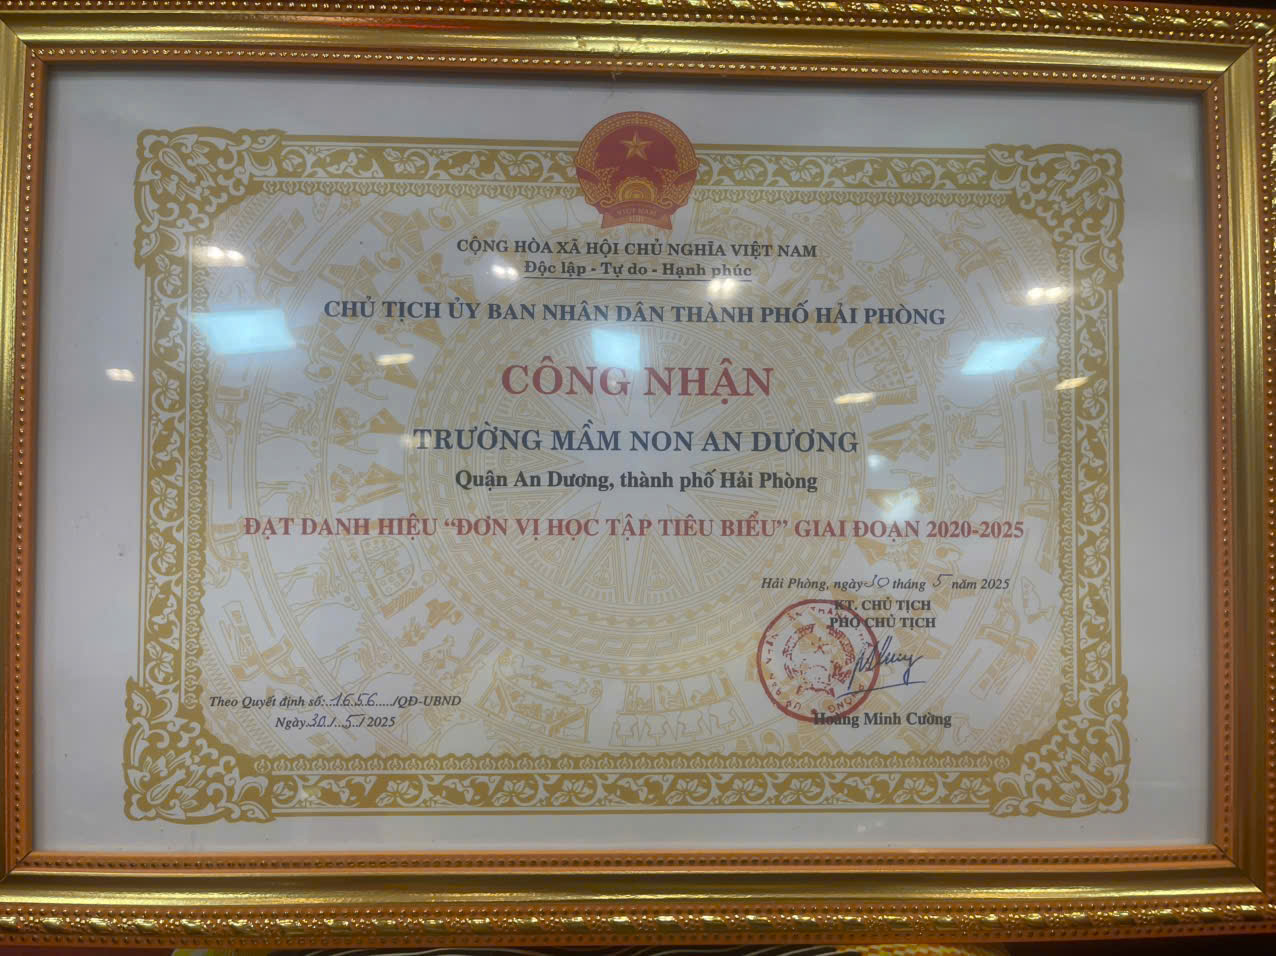 VIỆT NAM
CỘNG HÒA XÃ HỘI CHỦ NGHĨA VIỆT NAM
Độc lập - Tự do - Hạnh phúc
CHỦ TỊCH ỦY BAN NHÂN DÂN THÀNH PHỐ HẢI PHÒNG
CÔNG NHẬN
TRƯỜNG MẦM NON AN DƯƠNG
Quận An Dương, thành phố Hải Phòng
ĐẠT DANH HIỆU “ĐƠN VỊ HỌC TẬP TIÊU BIỂU” GIAI ĐOẠN 2020-2025
Hải Phòng, ngày 30 tháng 5 năm 2025
KT. CHỦ TỊCH
PHÓ CHỦ TỊCH
Hoàng Minh Cường
Theo Quyết định số:..1656...../QĐ-UBND
Ngày.30./..5./.2025